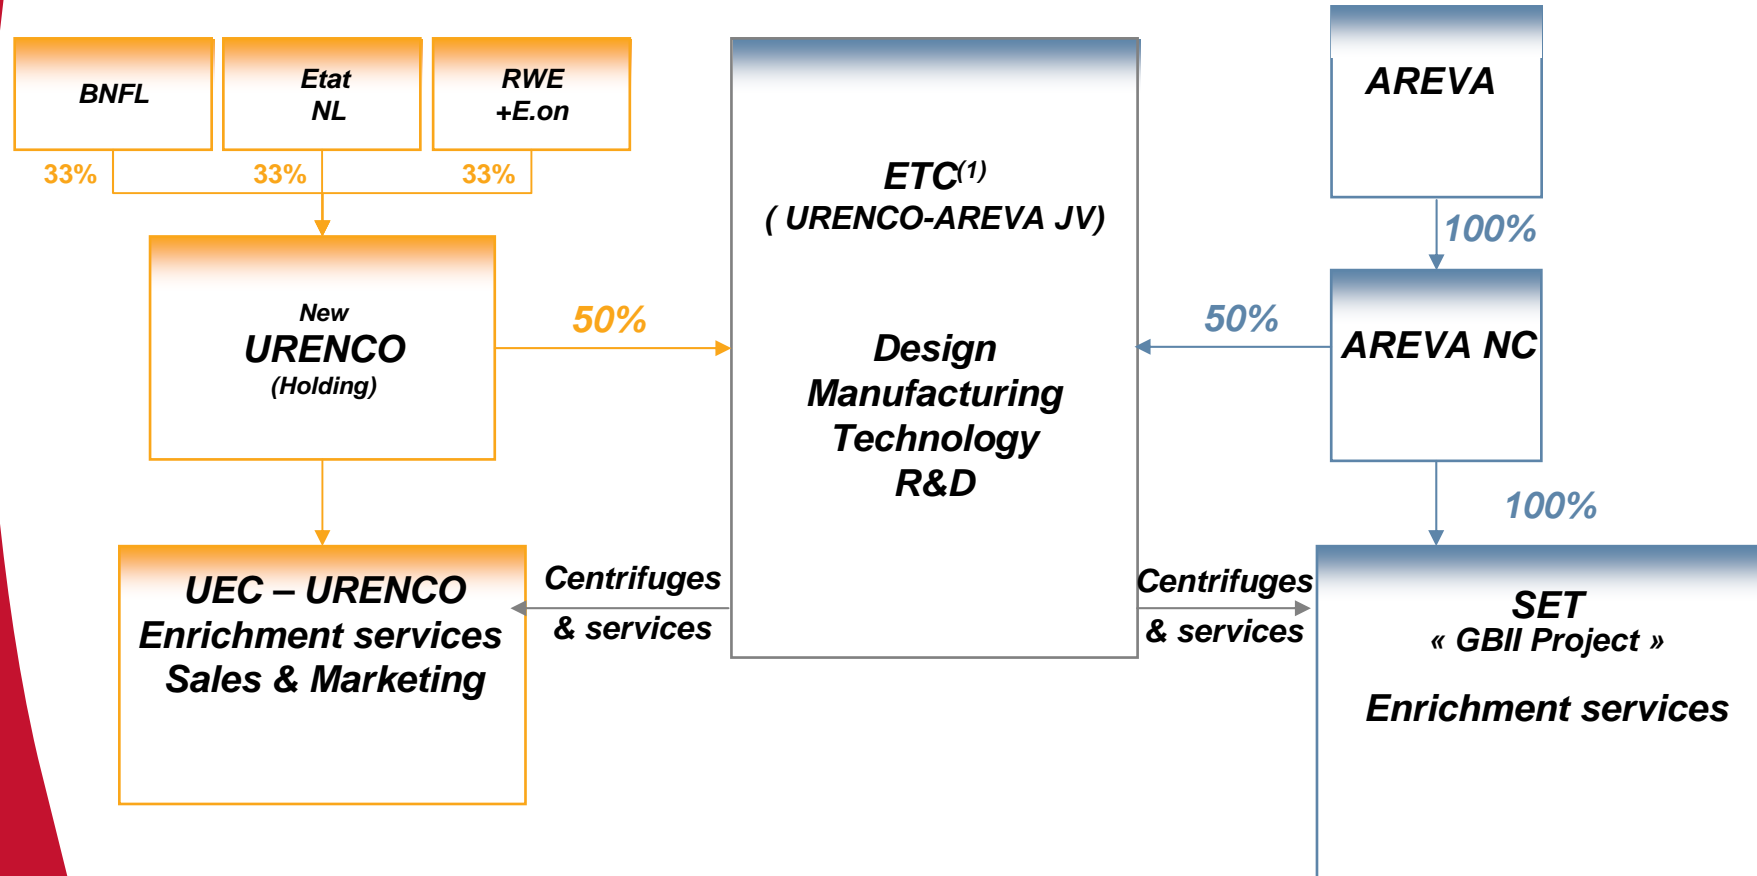 BNFL
Etat
NL
RWE
+E.on
33%
33%
33%
New
URENCO
(Holding)
50%
UEC – URENCO
Enrichment services
Sales & Marketing
Centrifuges
& services
ETC(1)
( URENCO-AREVA JV)
Design
Manufacturing
Technology
R&D
AREVA
100%
50%
AREVA NC
100%
Centrifuges
& services
SET
« GBII Project »
Enrichment services